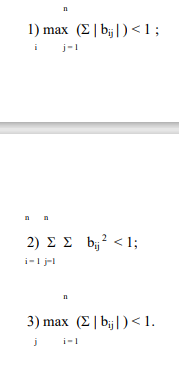 n
1) max (Σ | bᵢⱼ| ) < 1 ;
i j=1
n n
2) Σ Σ bᵢⱼ² < 1;
i=1 j=1
n
3) max (Σ | bᵢⱼ| ) < 1.
j i=1